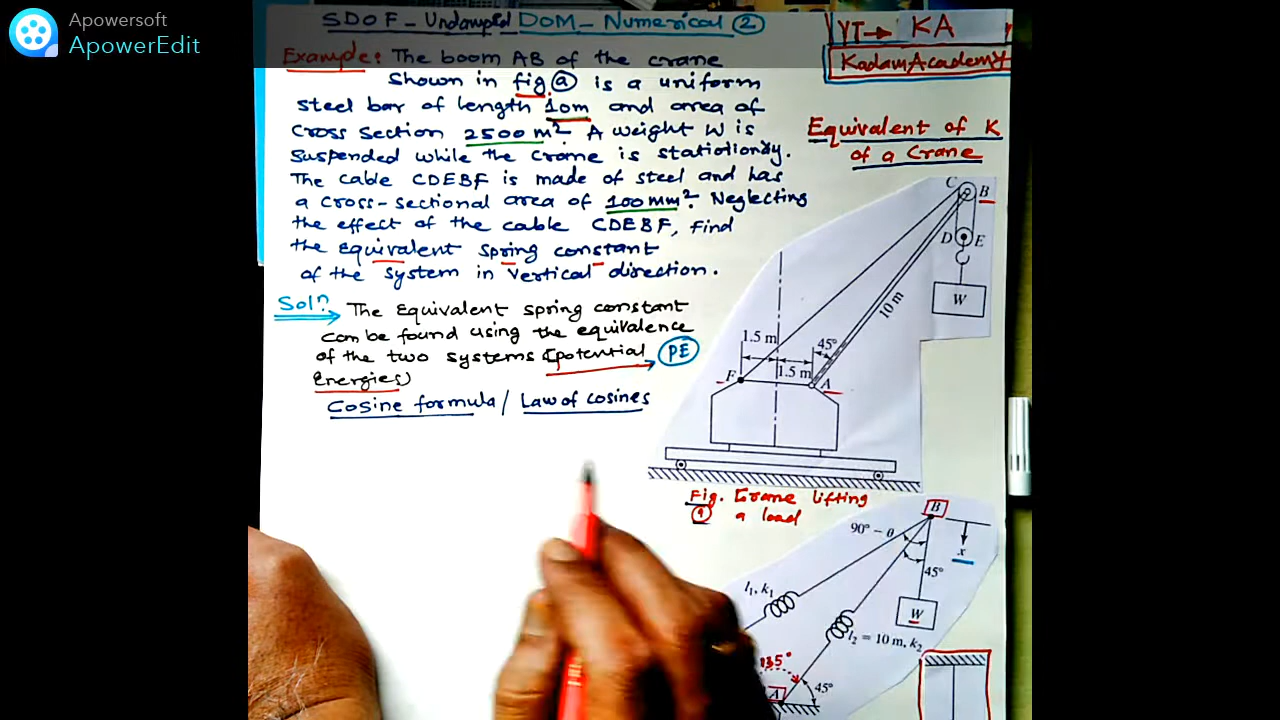 Apowersoft
ApowerEdit
SDOF - Undamped DOM - Numerical ②
YT→ KA
Kadam Academy
Example: The boom AB of the crane
Shown in fig ⓐ is a uniform
steel bar of length 10m and area of
cross section 2500 m². A weight W is
suspended while the crame is stationdy.
The cable CDEBF is made of steel and has
a cross-sectional area of 100 mm². Neglecting
the effect of the cable CDEBF, find
the equivalent spring constant
of the system in vertical direction.
Equivalent of K
of a Crane
C
B
D
E
W
10 m
1.5 m
45°
1.5 m
F
A
Solⁿ. The equivalent spring constant
can be found using the equivalence
of the two systems (potential
energies)
PE
Cosine formula / Law of cosines
Fig. Crane lifting
a load
B
90° – θ
x
45°
l₁, k₁
W
l₂ = 10 m, k₂
135°
45°
A